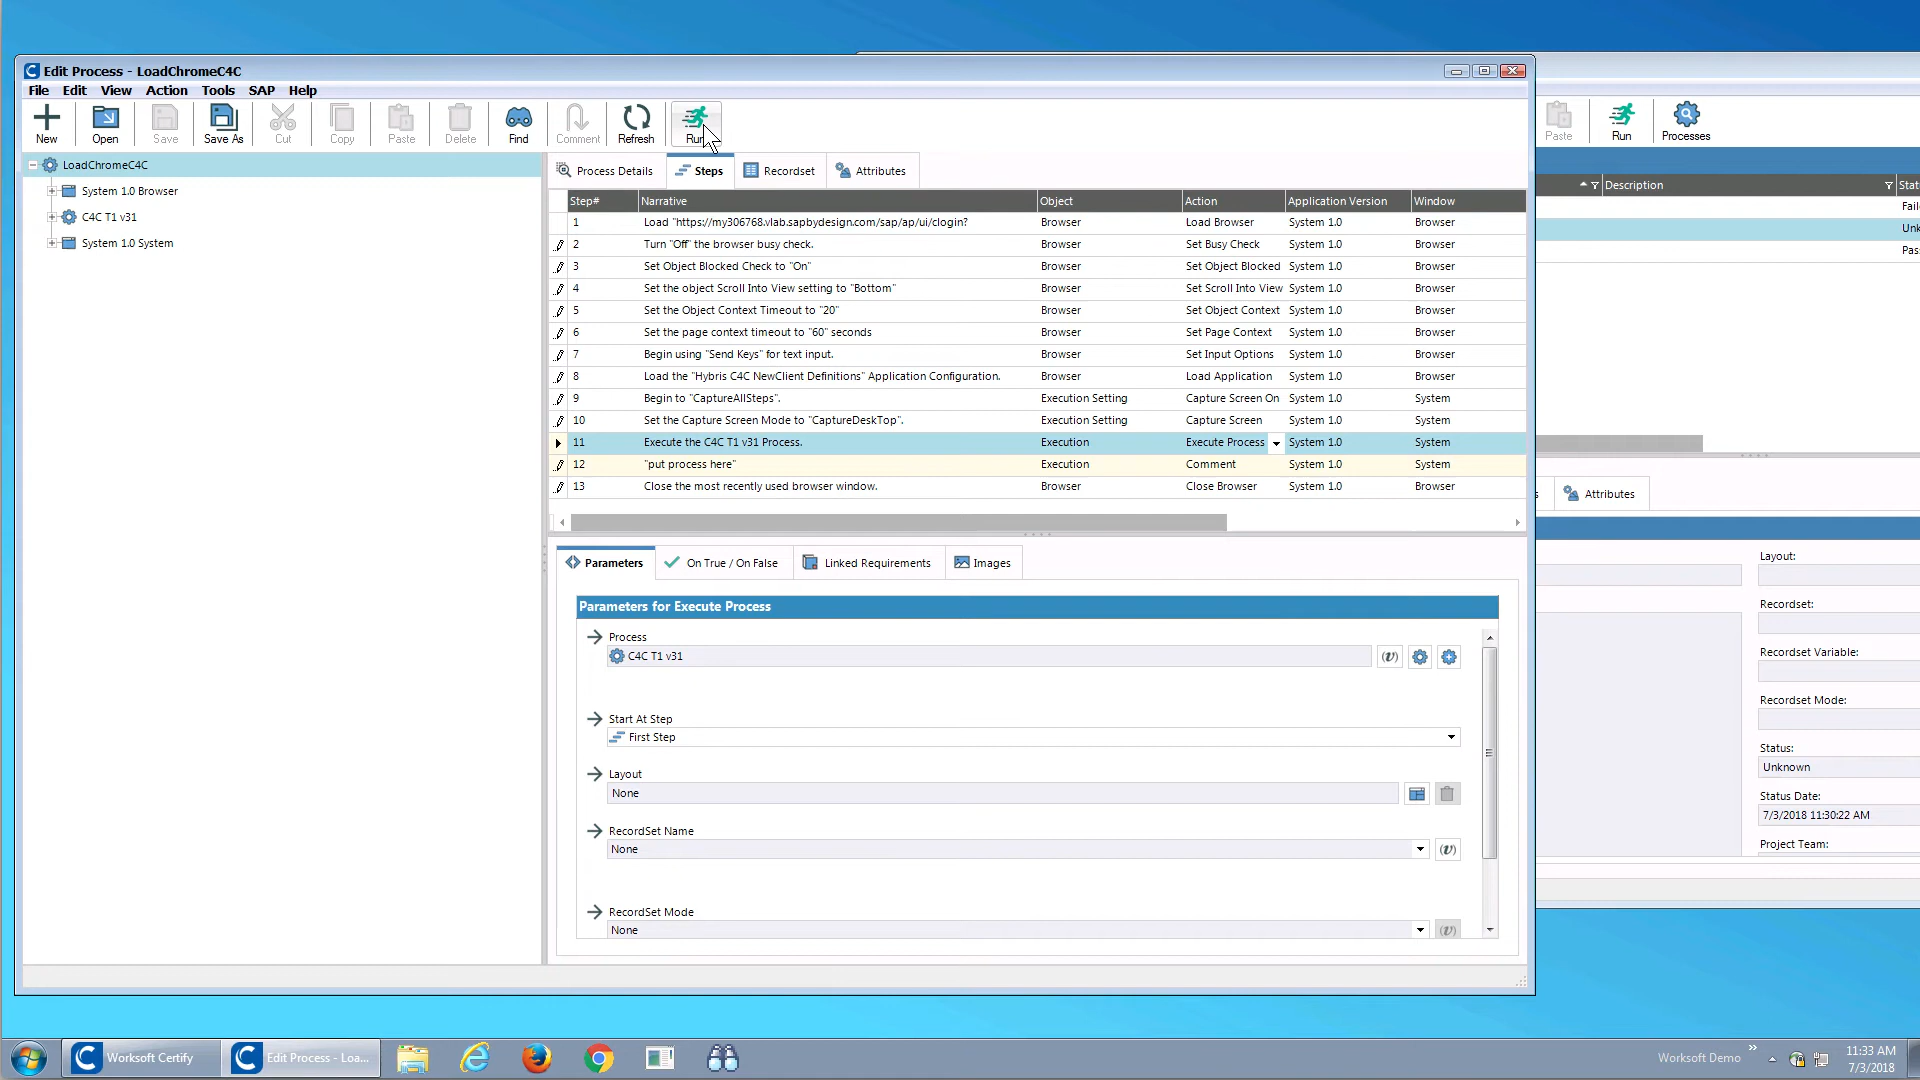 Edit Process - LoadChromeC4C
File Edit View Action Tools SAP Help
New Open Save Save As Cut Copy Paste Delete Find Comment Refresh Run
Paste Run Processes
LoadChromeC4C
System 1.0 Browser
C4C T1 v31
System 1.0 System
Process Details Steps Recordset Attributes
Step# Narrative Object Action Application Version Window
1 Load "https://my306768.vlab.sapbydesign.com/sap/ap/ui/clogin? Browser Load Browser System 1.0 Browser
2 Turn "Off" the browser busy check. Browser Set Busy Check System 1.0 Browser
3 Set Object Blocked Check to "On" Browser Set Object Blocked System 1.0 Browser
4 Set the object Scroll Into View setting to "Bottom" Browser Set Scroll Into View System 1.0 Browser
5 Set the Object Context Timeout to "20" Browser Set Object Context System 1.0 Browser
6 Set the page context timeout to "60" seconds Browser Set Page Context System 1.0 Browser
7 Begin using "Send Keys" for text input. Browser Set Input Options System 1.0 Browser
8 Load the "Hybris C4C NewClient Definitions" Application Configuration. Browser Load Application System 1.0 Browser
9 Begin to "CaptureAllSteps". Execution Setting Capture Screen On System 1.0 System
10 Set the Capture Screen Mode to "CaptureDeskTop". Execution Setting Capture Screen System 1.0 System
11 Execute the C4C T1 v31 Process. Execution Execute Process System 1.0 System
12 "put process here" Execution Comment System 1.0 System
13 Close the most recently used browser window. Browser Close Browser System 1.0 Browser
Parameters On True / On False Linked Requirements Images
Parameters for Execute Process
Process
C4C T1 v31
(v)
Start At Step
First Step
Layout
None
RecordSet Name
None
(v)
RecordSet Mode
None
(v)
Description
Attributes
Layout:
Recordset:
Recordset Variable:
Recordset Mode:
Status:
Unknown
Status Date:
7/3/2018 11:30:22 AM
Project Team:
Worksoft Certify
Edit Process - Loa...
Worksoft Demo
11:33 AM
7/3/2018